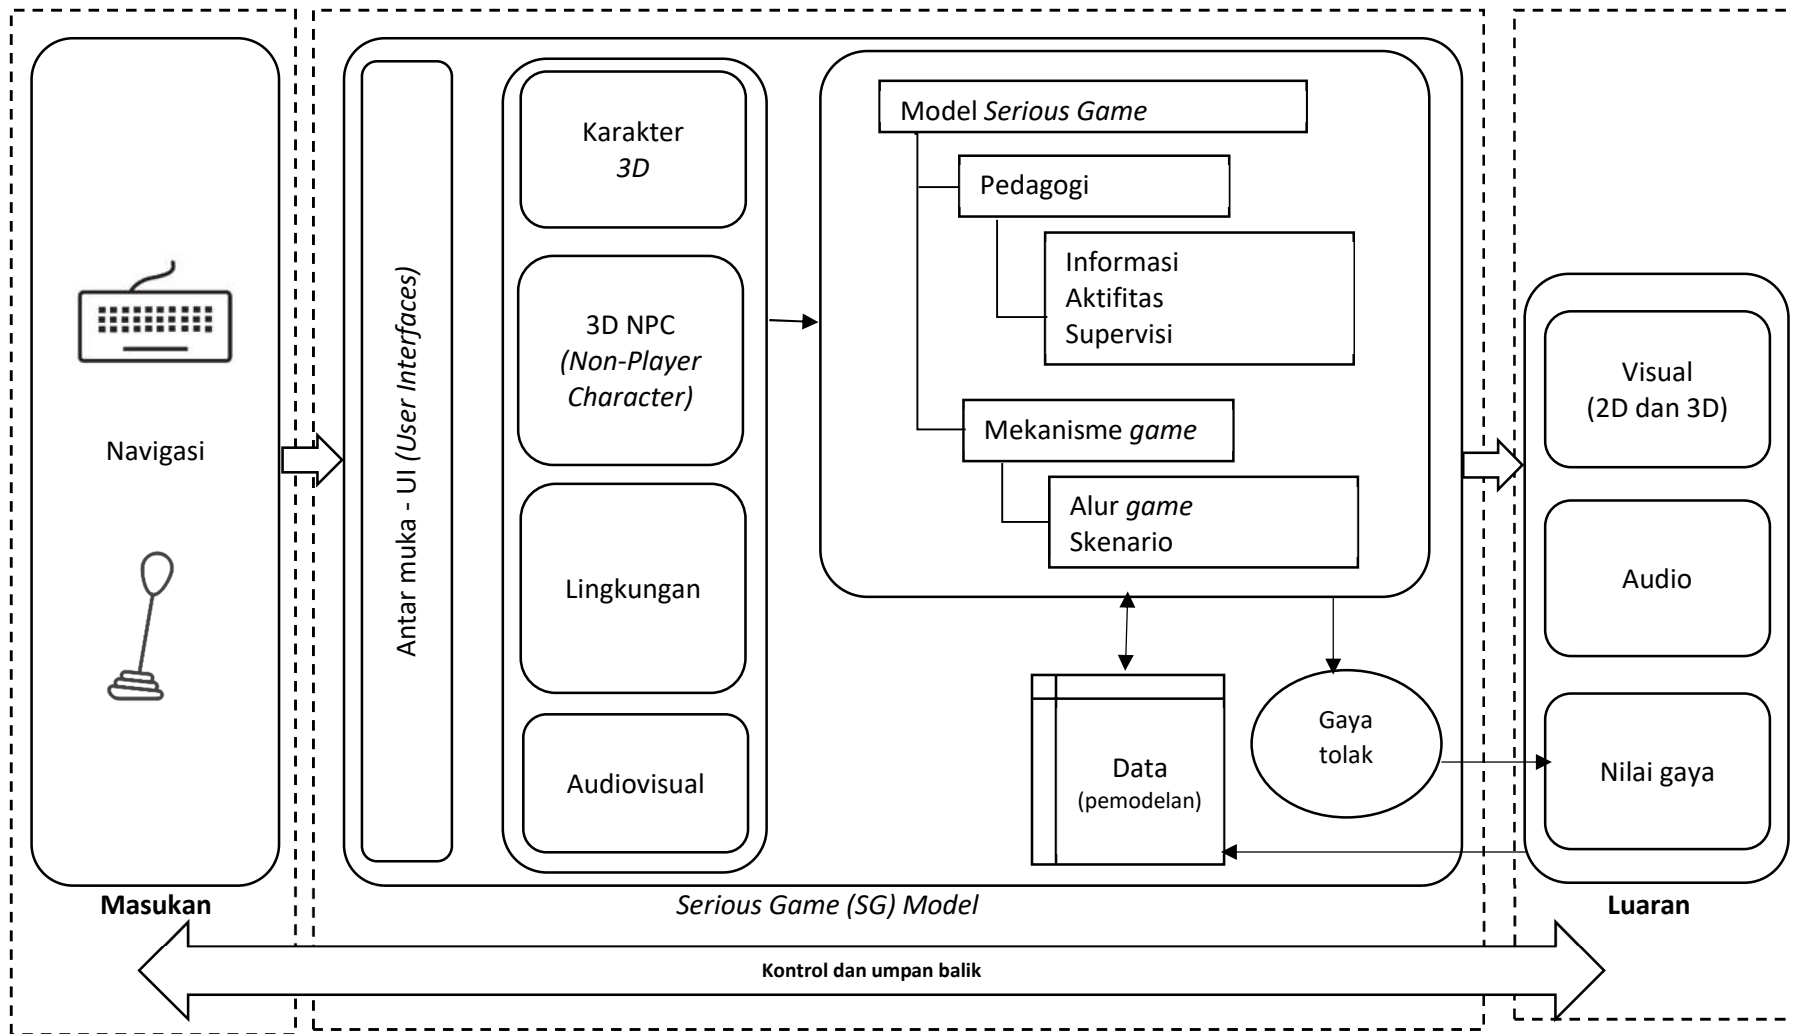 Navigasi
Masukan
Antar muka - UI (User Interfaces)
Karakter
3D
3D NPC
(Non-Player
Character)
Lingkungan
Audiovisual
Model Serious Game
Pedagogi
Informasi
Aktifitas
Supervisi
Mekanisme game
Alur game
Skenario
Data
(pemodelan)
Gaya
tolak
Serious Game (SG) Model
Visual
(2D dan 3D)
Audio
Nilai gaya
Luaran
Kontrol dan umpan balik